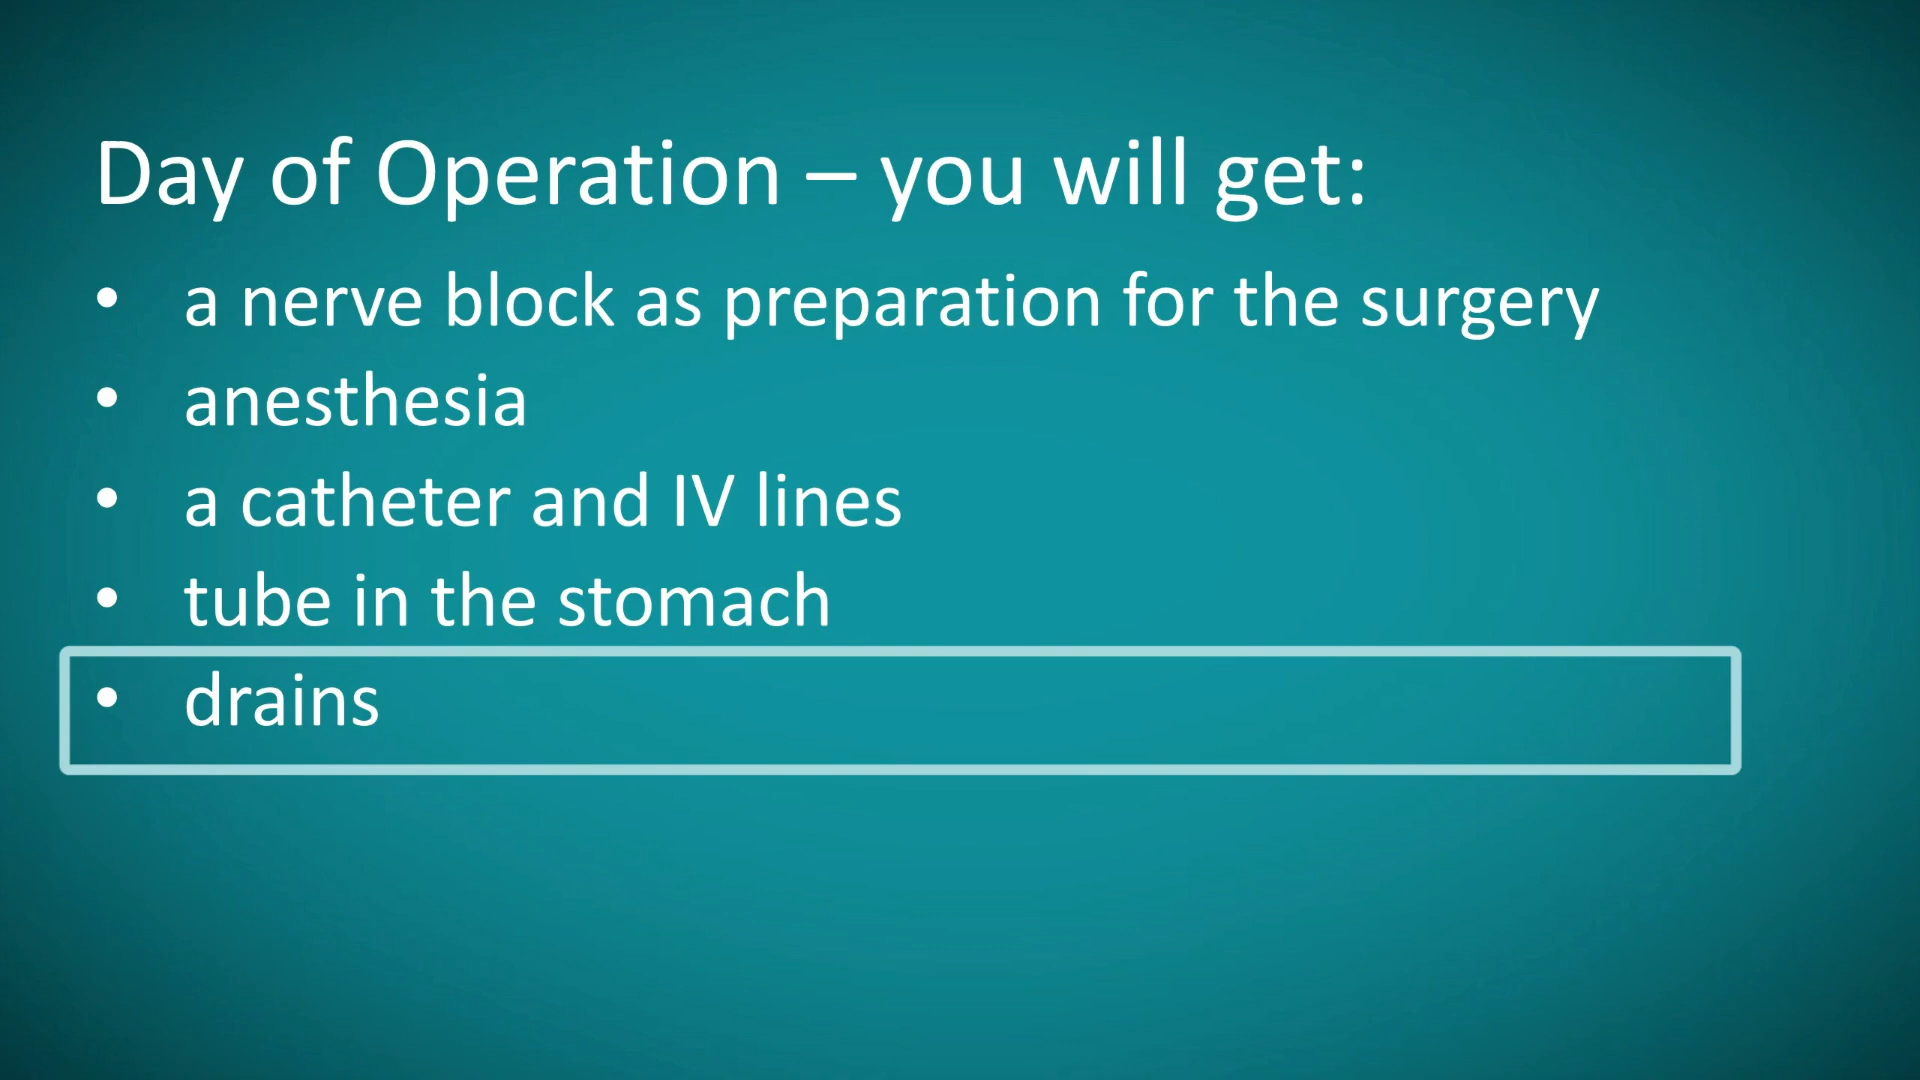 Day of Operation – you will get:
• a nerve block as preparation for the surgery
• anesthesia
• a catheter and IV lines
• tube in the stomach
• drains